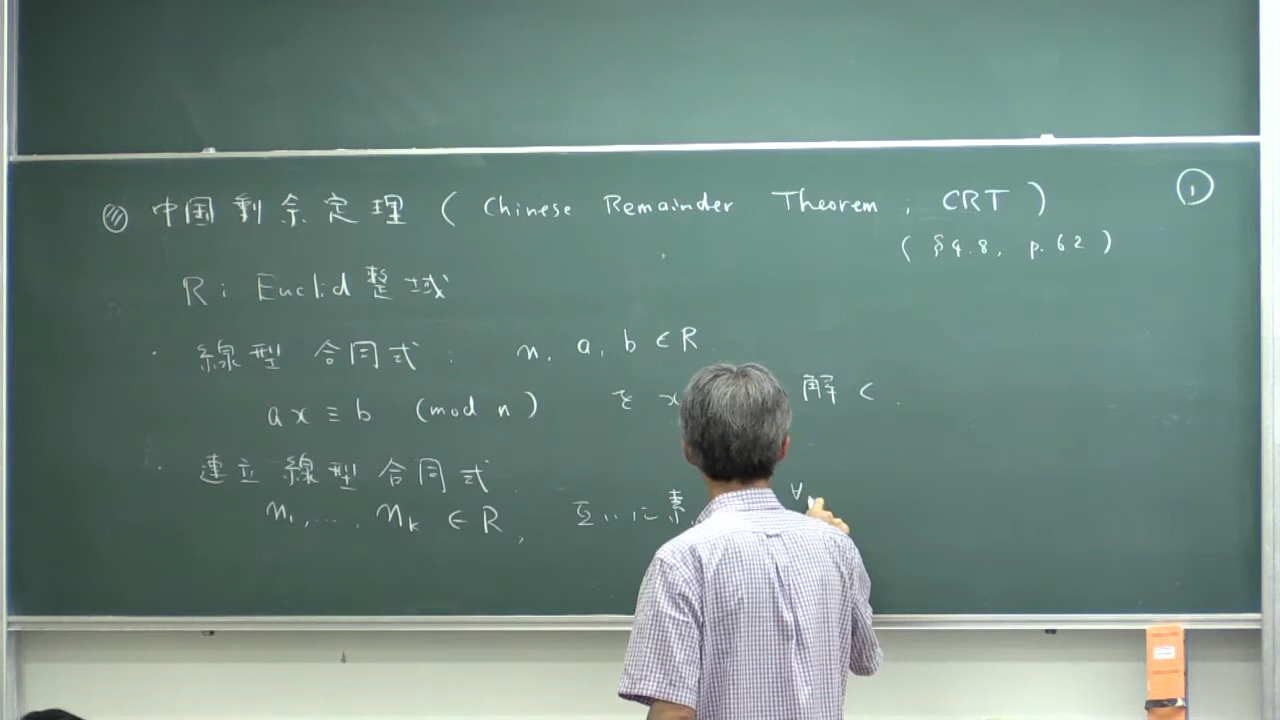 中国剰余定理 ( Chinese Remainder Theorem ; CRT )
①
( §4.8, p.62 )
R : Euclid 整域
・ 線型 合同式 : n, a, b ∈ R
ax ≡ b (mod n) を x 解く.
・ 連立 線型 合同式
n₁, ..., nₖ ∈ R, 互いに素, ∀